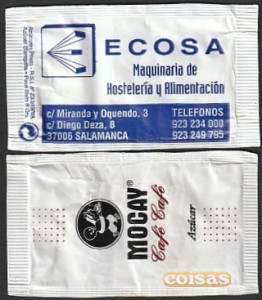 ECOSA
Maquinaria de
Hostelería y Alimentación
c/ Miranda y Oquendo, 3
c/ Diego Deza, 8
37006 SALAMANCA
TELEFONOS
923 234 000
923 249 795
MOCAY
Café Café
Azúcar
coisas